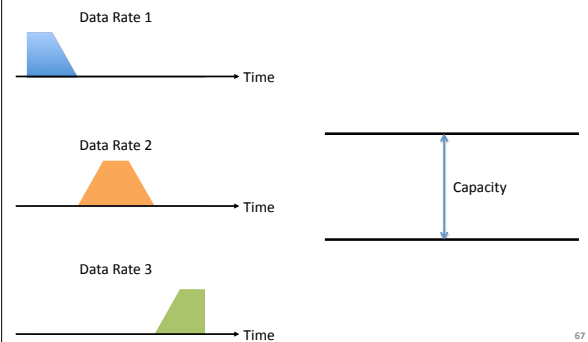 Data Rate 1
Time
Data Rate 2
Time
Data Rate 3
Time
Capacity
67